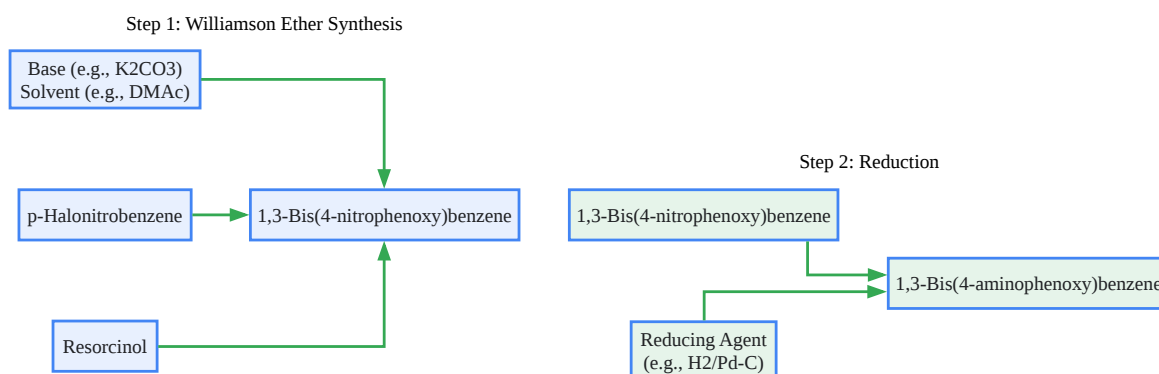 Step 1: Williamson Ether Synthesis
Base (e.g., K2CO3)
Solvent (e.g., DMAc)
p-Halonitrobenzene
1,3-Bis(4-nitrophenoxy)benzene
Resorcinol
Step 2: Reduction
1,3-Bis(4-nitrophenoxy)benzene
1,3-Bis(4-aminophenoxy)benzene
Reducing Agent
(e.g., H2/Pd-C)